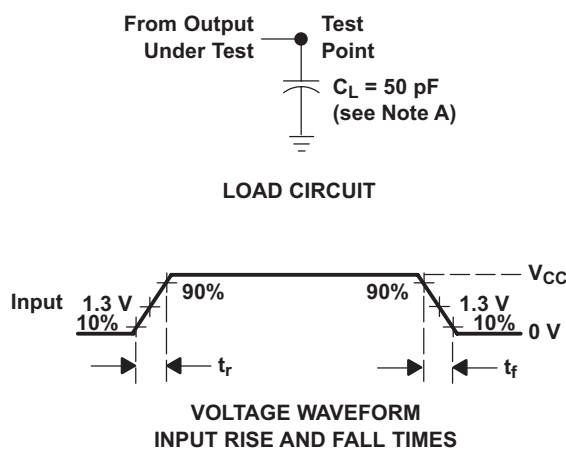 From Output
Under Test
Test
Point
CL = 50 pF
(see Note A)
LOAD CIRCUIT
Input
1.3 V
10%
90%
90%
1.3 V
10%
VCC
0 V
tr
tf
VOLTAGE WAVEFORM
INPUT RISE AND FALL TIMES